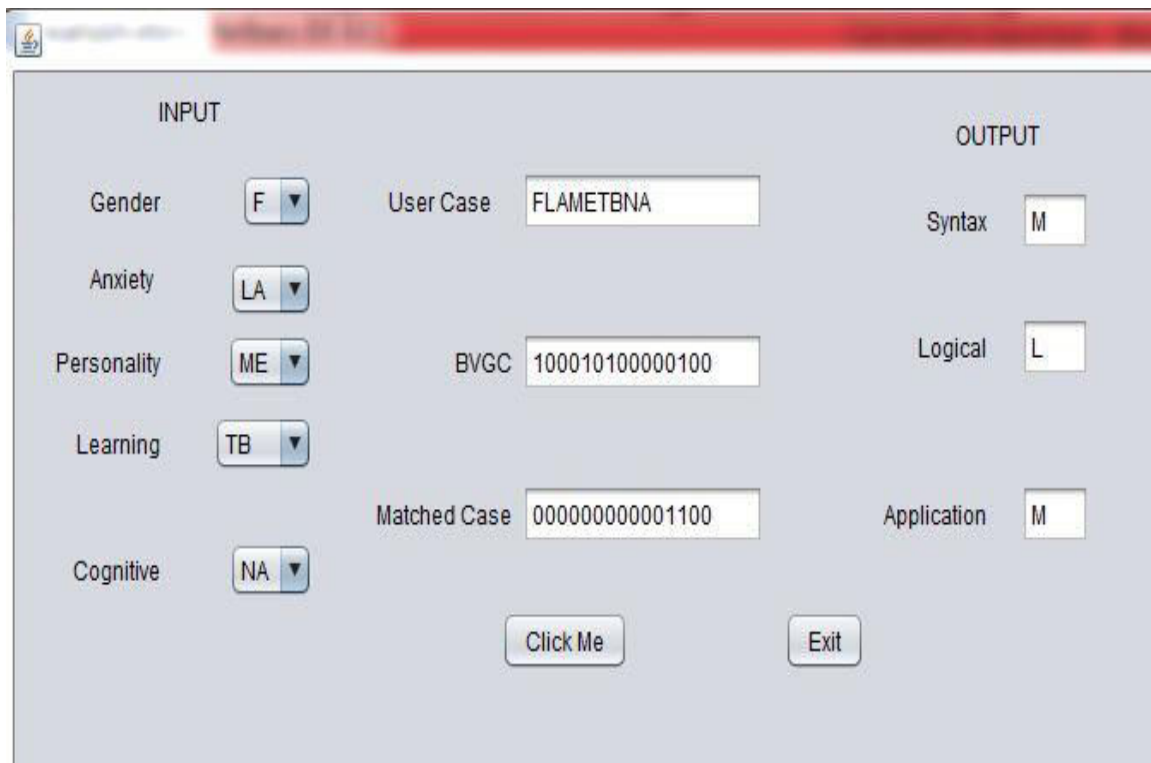 INPUT
OUTPUT
Gender F User Case FLAMETBNA Syntax M
Anxiety LA
Personality ME BVGC 100010100000100 Logical L
Learning TB
Matched Case 000000000001100 Application M
Cognitive NA
Click Me Exit